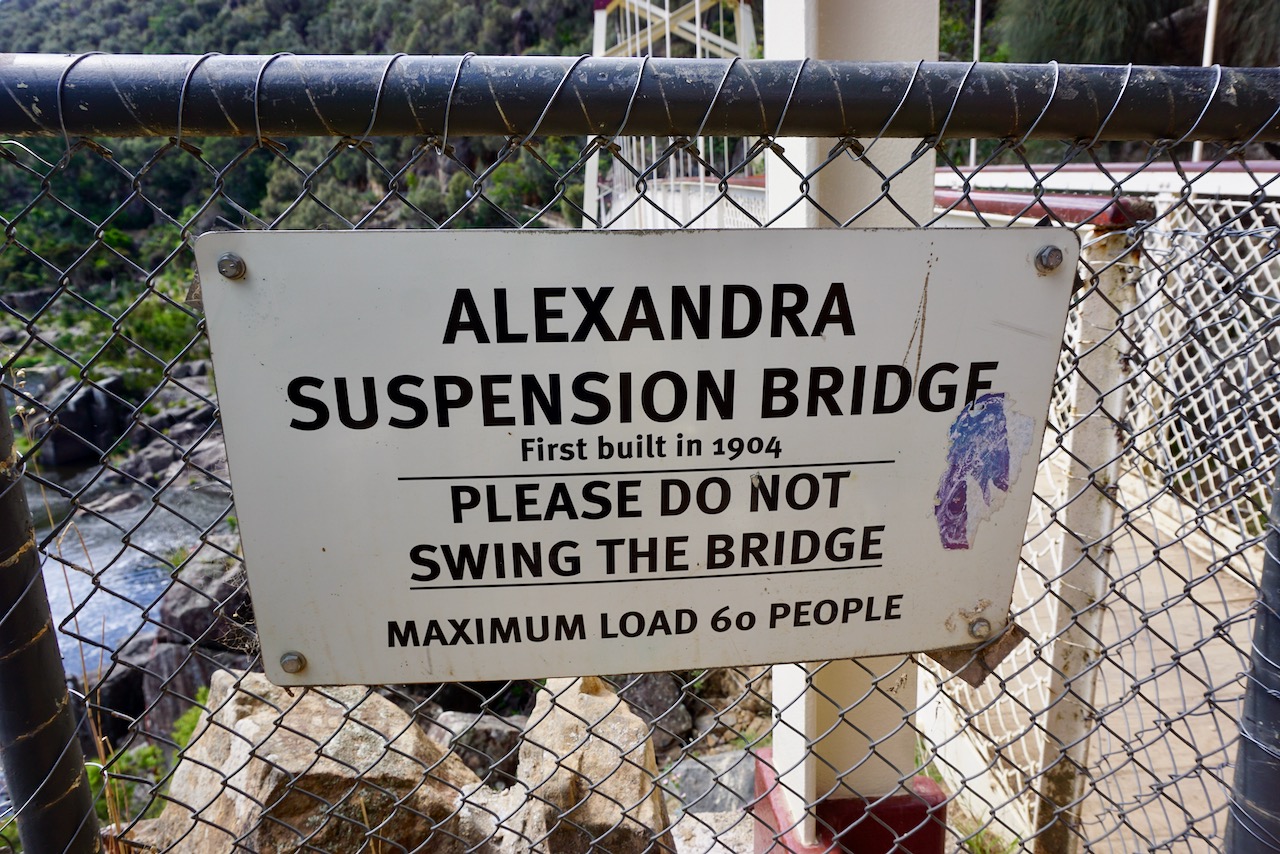 ALEXANDRA
SUSPENSION BRIDGE
First built in 1904
PLEASE DO NOT
SWING THE BRIDGE
MAXIMUM LOAD 60 PEOPLE